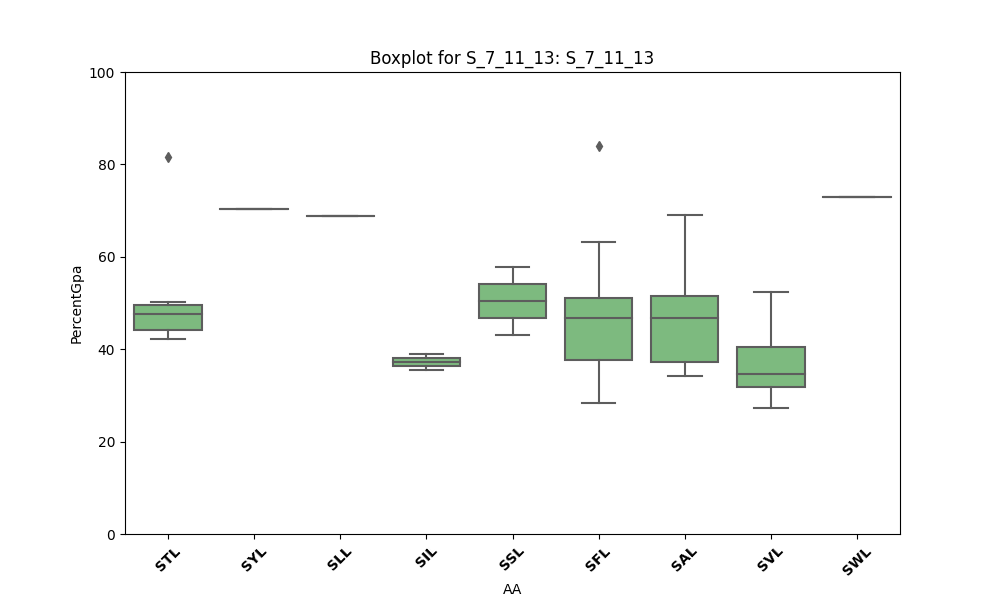 Boxplot for S_7_11_13: S_7_11_13
100
80
60
40
20
0
PercentGpa
STL SYL SLL SIL SSL SFL SAL SVL SWL
AA